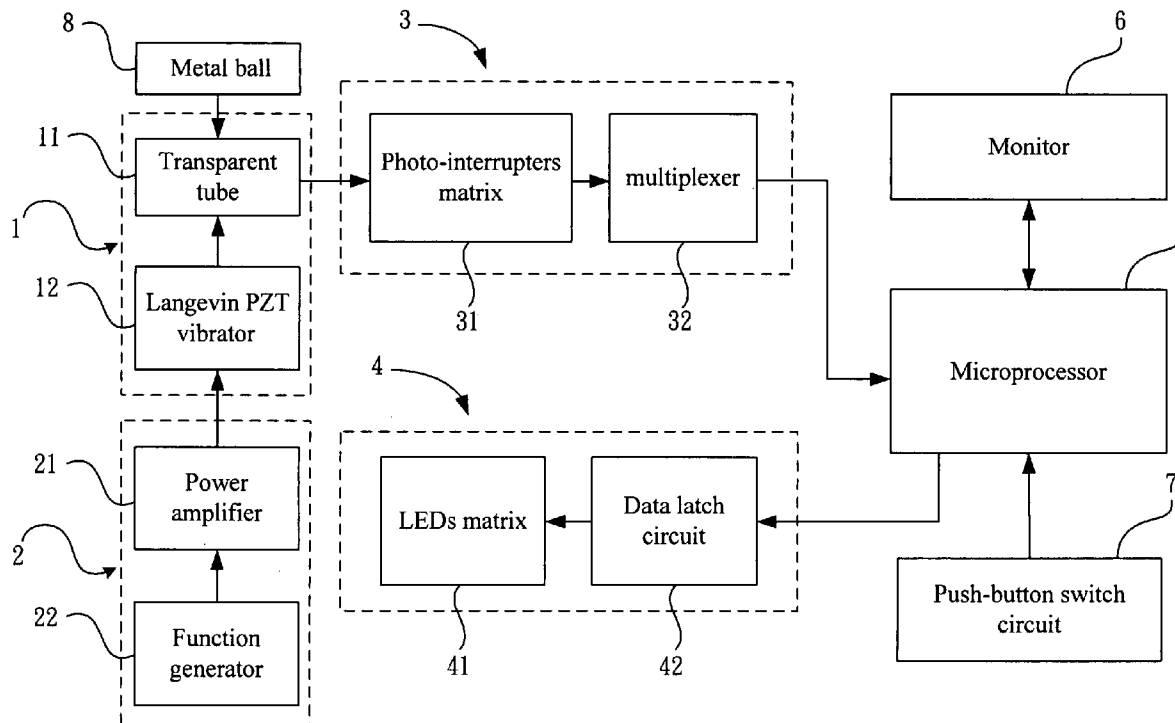 8
Metal ball
3
6
11
Transparent
tube
Photo-interrupters
matrix
multiplexer
Monitor
1
12
Langevin PZT
vibrator
31
32
4
Microprocessor
21
Power
amplifier
LEDs matrix
Data latch
circuit
7
2
22
Function
generator
41
42
Push-button switch
circuit